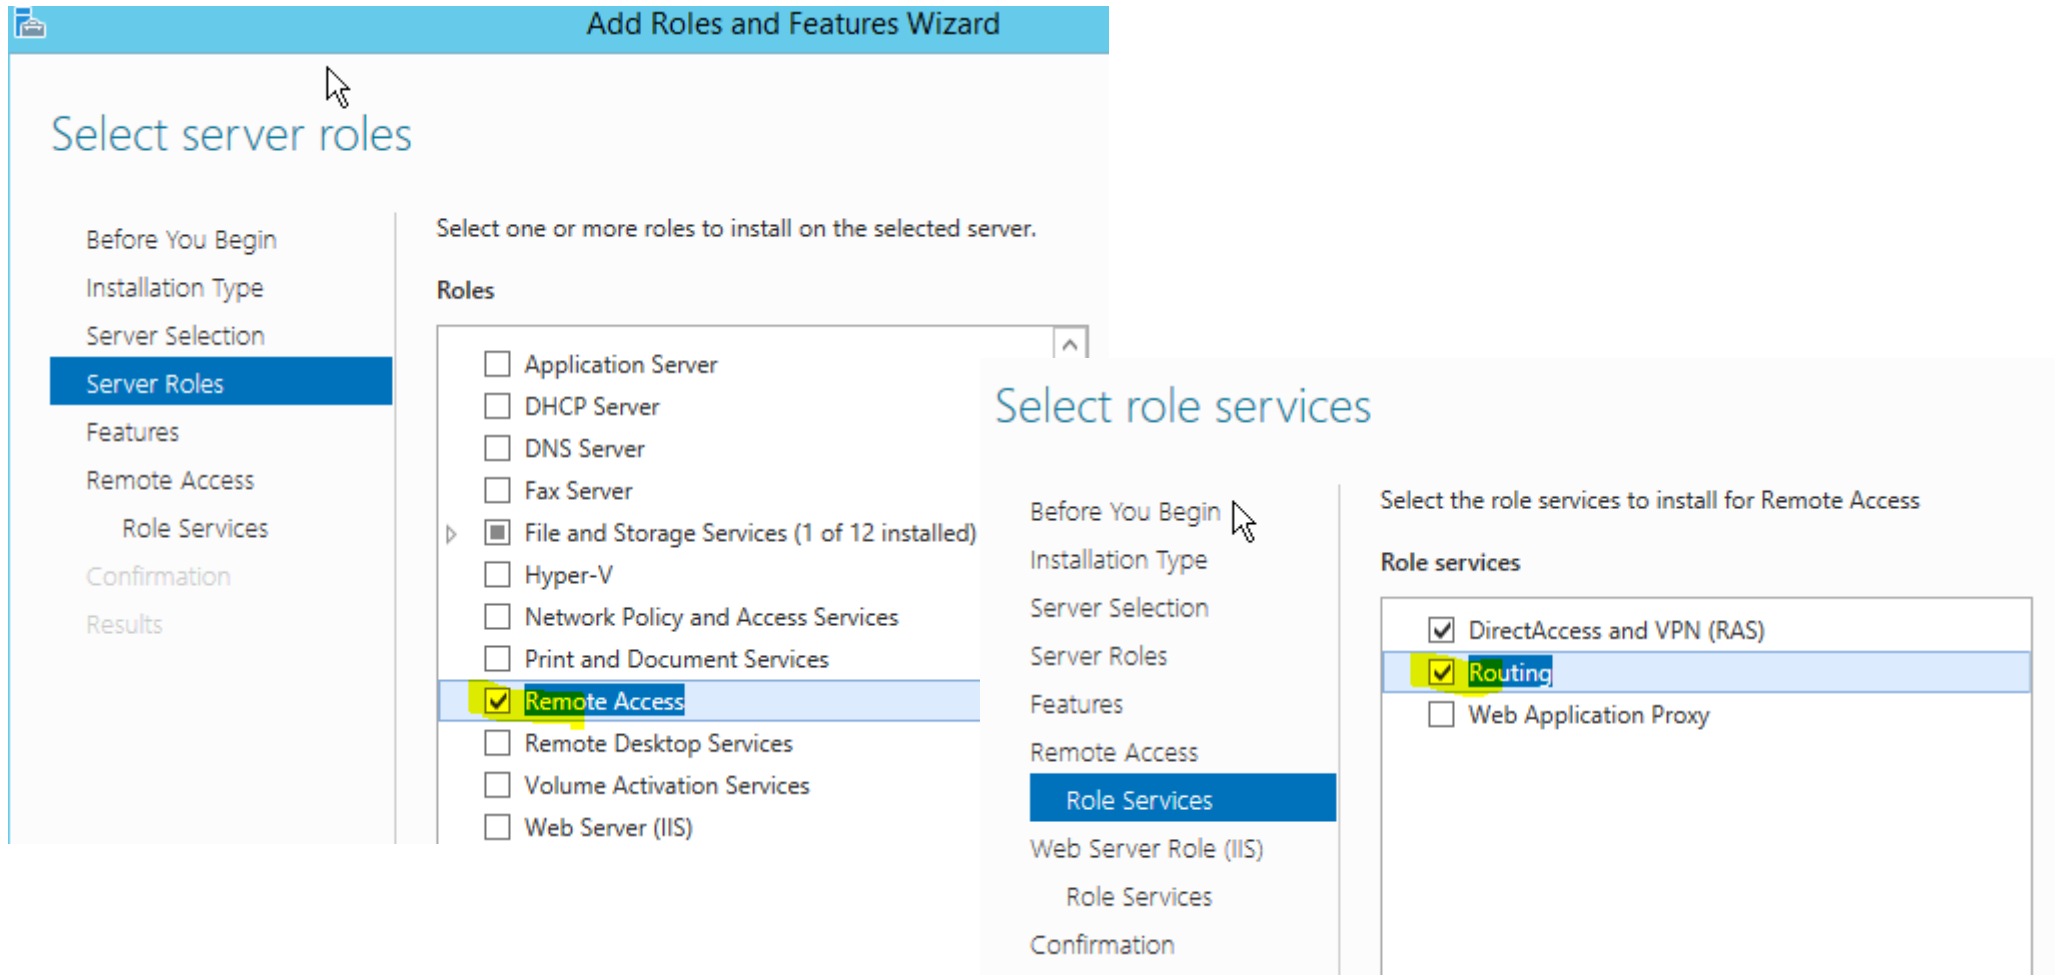 Add Roles and Features Wizard
Select server roles
Before You Begin
Installation Type
Server Selection
Server Roles
Features
Remote Access
Role Services
Confirmation
Results
Select one or more roles to install on the selected server.
Roles
Application Server
DHCP Server
DNS Server
Fax Server
File and Storage Services (1 of 12 installed)
Hyper-V
Network Policy and Access Services
Print and Document Services
Remote Access
Remote Desktop Services
Volume Activation Services
Web Server (IIS)
Select role services
Before You Begin
Installation Type
Server Selection
Server Roles
Features
Remote Access
Role Services
Web Server Role (IIS)
Role Services
Confirmation
Select the role services to install for Remote Access
Role services
DirectAccess and VPN (RAS)
Routing
Web Application Proxy